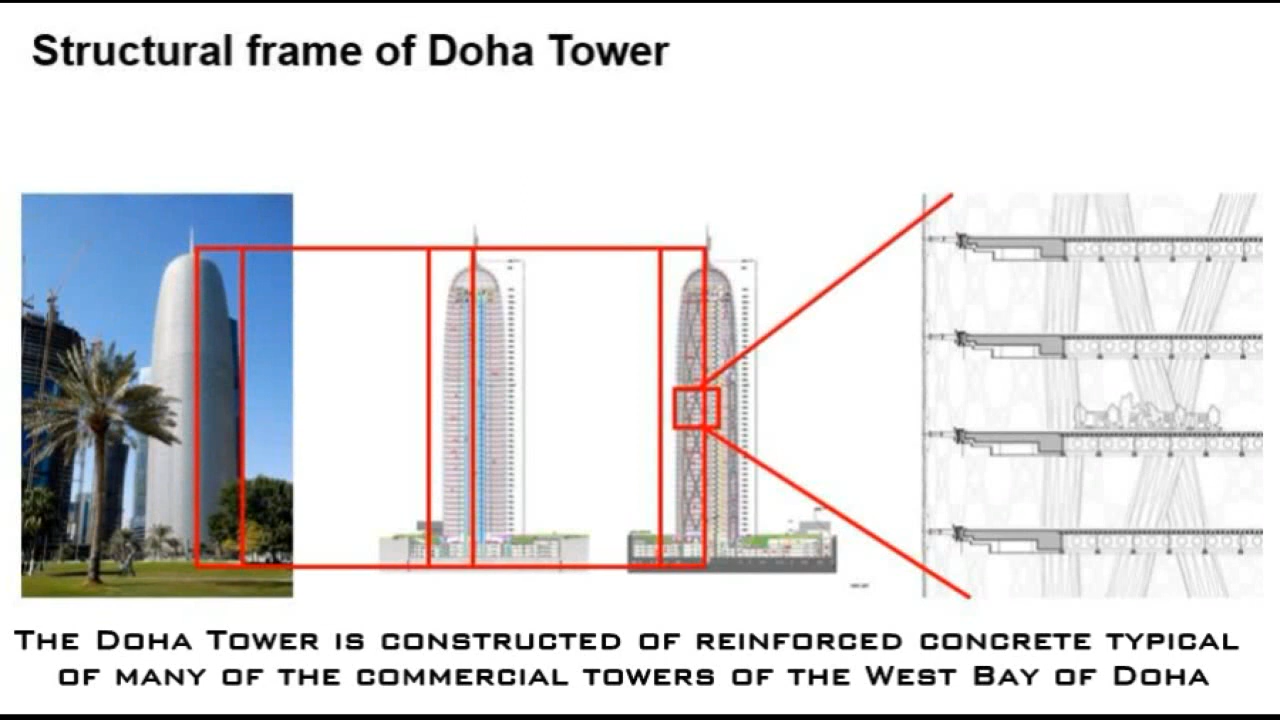 Structural frame of Doha Tower
The Doha Tower is constructed of reinforced concrete typical
of many of the commercial towers of the West Bay of Doha